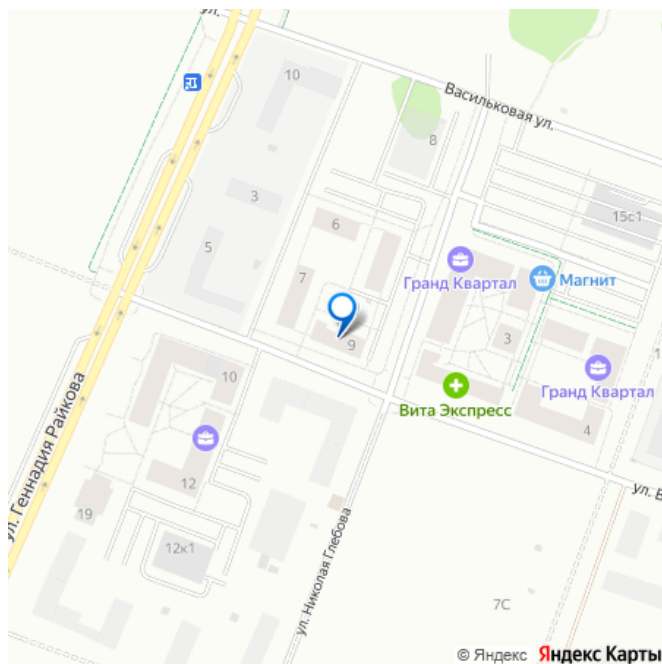 ул.
10
Васильковая ул.
8
3
15с1
6
5
Гранд Квартал
Магнит
7
3
9
10
Гранд Квартал
Вита Экспресс
4
ул. Геннадия Райкова
12
ул. В
19
12к1
ул. Николая Глебова
7С
© Яндекс Яндекс Карты